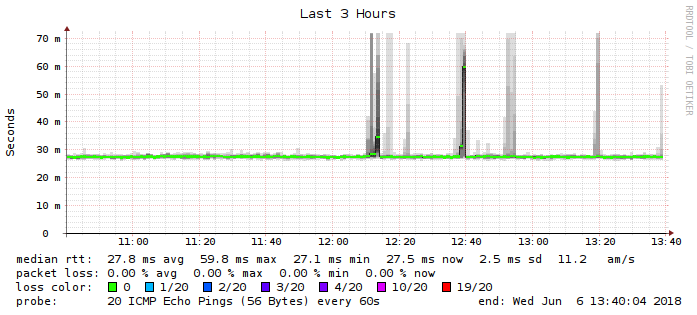 Last 3 Hours
RRDTOOL / TOBI OETIKER
Seconds
70 m
60 m
50 m
40 m
30 m
20 m
10 m
0
11:00 11:20 11:40 12:00 12:20 12:40 13:00 13:20 13:40
median rtt: 27.8 ms avg 59.8 ms max 27.1 ms min 27.5 ms now 2.5 ms sd 11.2 am/s
packet loss: 0.00 % avg 0.00 % max 0.00 % min 0.00 % now
loss color: 0 1/20 2/20 3/20 4/20 10/20 19/20
probe: 20 ICMP Echo Pings (56 Bytes) every 60s end: Wed Jun 6 13:40:04 2018